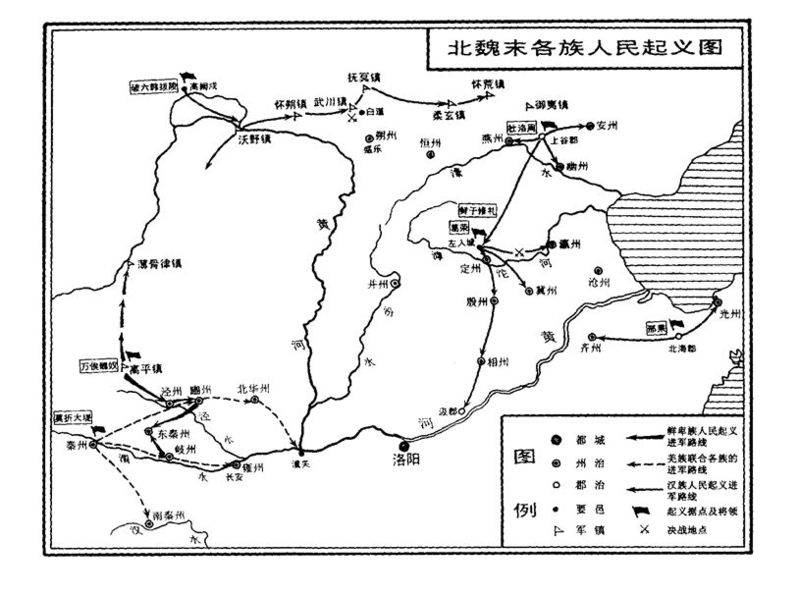 北魏末各族人民起义图
破六韩拔陵
高阙戍
沃野镇
怀朔镇
武川镇
抚冥镇
白道
柔玄镇
怀荒镇
御夷镇
朔州
盛乐
恒州
燕州
杜洛周
上谷郡
安州
幽州
水
鲜于修礼
葛荣
左人城
定州
滹
沱
河
瀛州
冀州
沧州
殷州
相州
汲郡
并州
汾
水
黄
河
薄骨律镇
万俟醜奴
高平镇
泾州
豳州
北华州
莫折大堤
秦州
东秦州
岐州
泾
水
渭
水
雍州
长安
潼关
洛阳
南秦州
汉
水
黄
河
邢杲
北海郡
光州
齐州
图
例
都城
州治
郡治
要邑
军镇
鲜卑族人民起义
进军路线
羌族联合各族的
进军路线
汉族人民起义进
军路线
起义据点及将领
决战地点